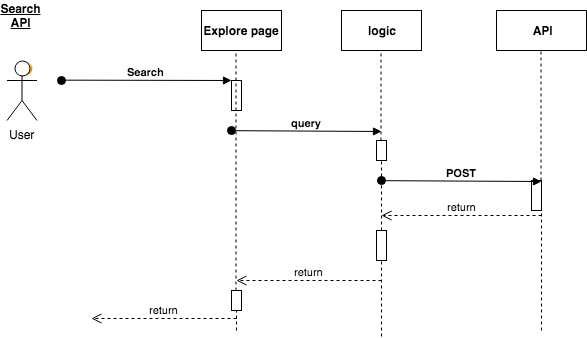 Search
API
Explore page
logic
API
User
Search
query
POST
return
return
return